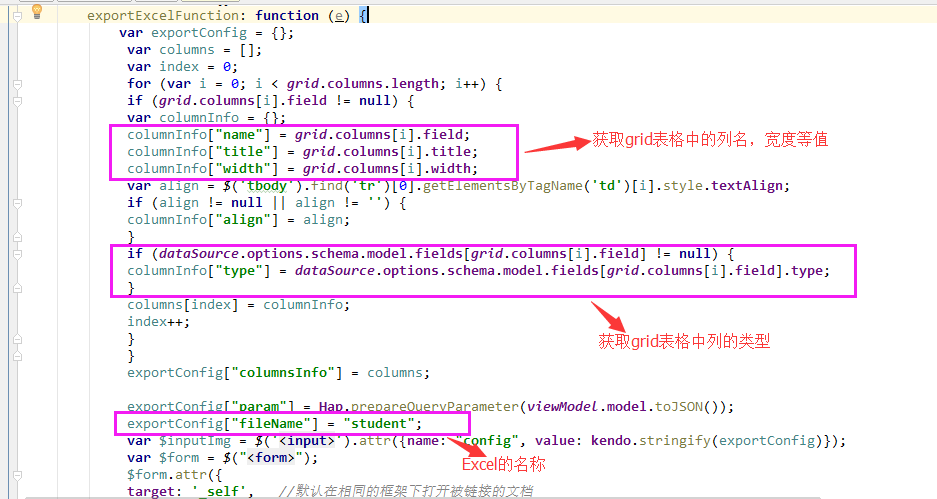 exportExcelFunction: function (e) {
var exportConfig = {};
var columns = [];
var index = 0;
for (var i = 0; i < grid.columns.length; i++) {
if (grid.columns[i].field != null) {
var columnInfo = {};
columnInfo["name"] = grid.columns[i].field;
获取grid表格中的列名，宽度等值
columnInfo["title"] = grid.columns[i].title;
columnInfo["width"] = grid.columns[i].width;
var align = $('tbody').find('tr')[0].getElementsByTagName('td')[i].style.textAlign;
if (align != null || align != '') {
columnInfo["align"] = align;
}
if (dataSource.options.schema.model.fields[grid.columns[i].field] != null) {
columnInfo["type"] = dataSource.options.schema.model.fields[grid.columns[i].field].type;
}
columns[index] = columnInfo;
index++;
获取grid表格中列的类型
}
}
exportConfig["columnsInfo"] = columns;
exportConfig["param"] = Hap.prepareQueryParameter(viewModel.model.toJSON());
exportConfig["fileName"] = "student";
var $inputImg = $('<input>').attr({name: "config", value: kendo.stringify(exportConfig)});
var $form = $("<form>");
Excel的名称
$form.attr({
target: '_self', //默认在相同的框架下打开被链接的文档